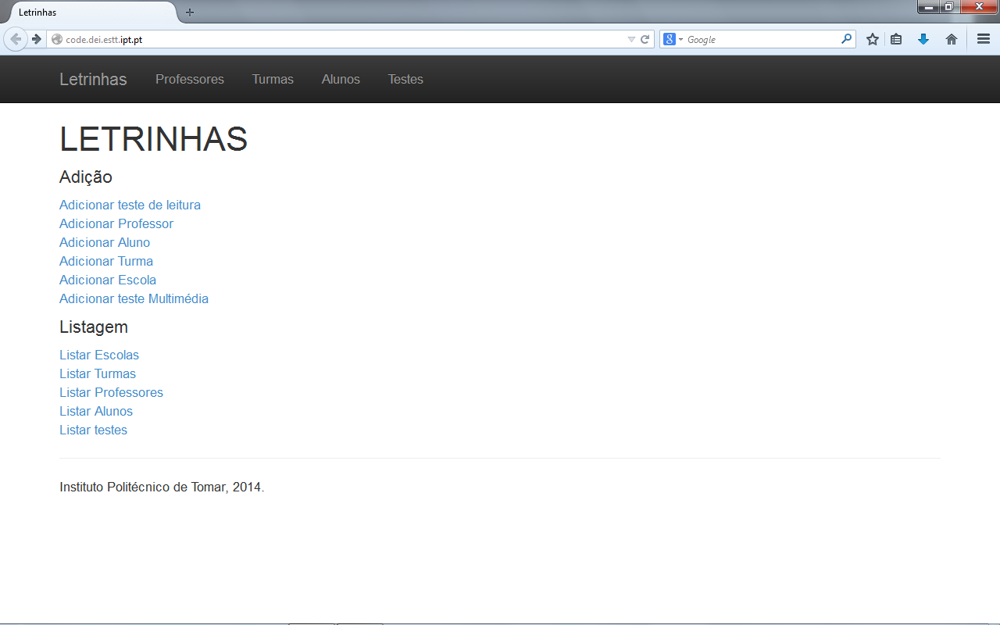 Letrinhas
code.dei.estt.ipt.pt
Google
Letrinhas Professores Turmas Alunos Testes
LETRINHAS
Adição
Adicionar teste de leitura
Adicionar Professor
Adicionar Aluno
Adicionar Turma
Adicionar Escola
Adicionar teste Multimédia
Listagem
Listar Escolas
Listar Turmas
Listar Professores
Listar Alunos
Listar testes
Instituto Politécnico de Tomar, 2014.